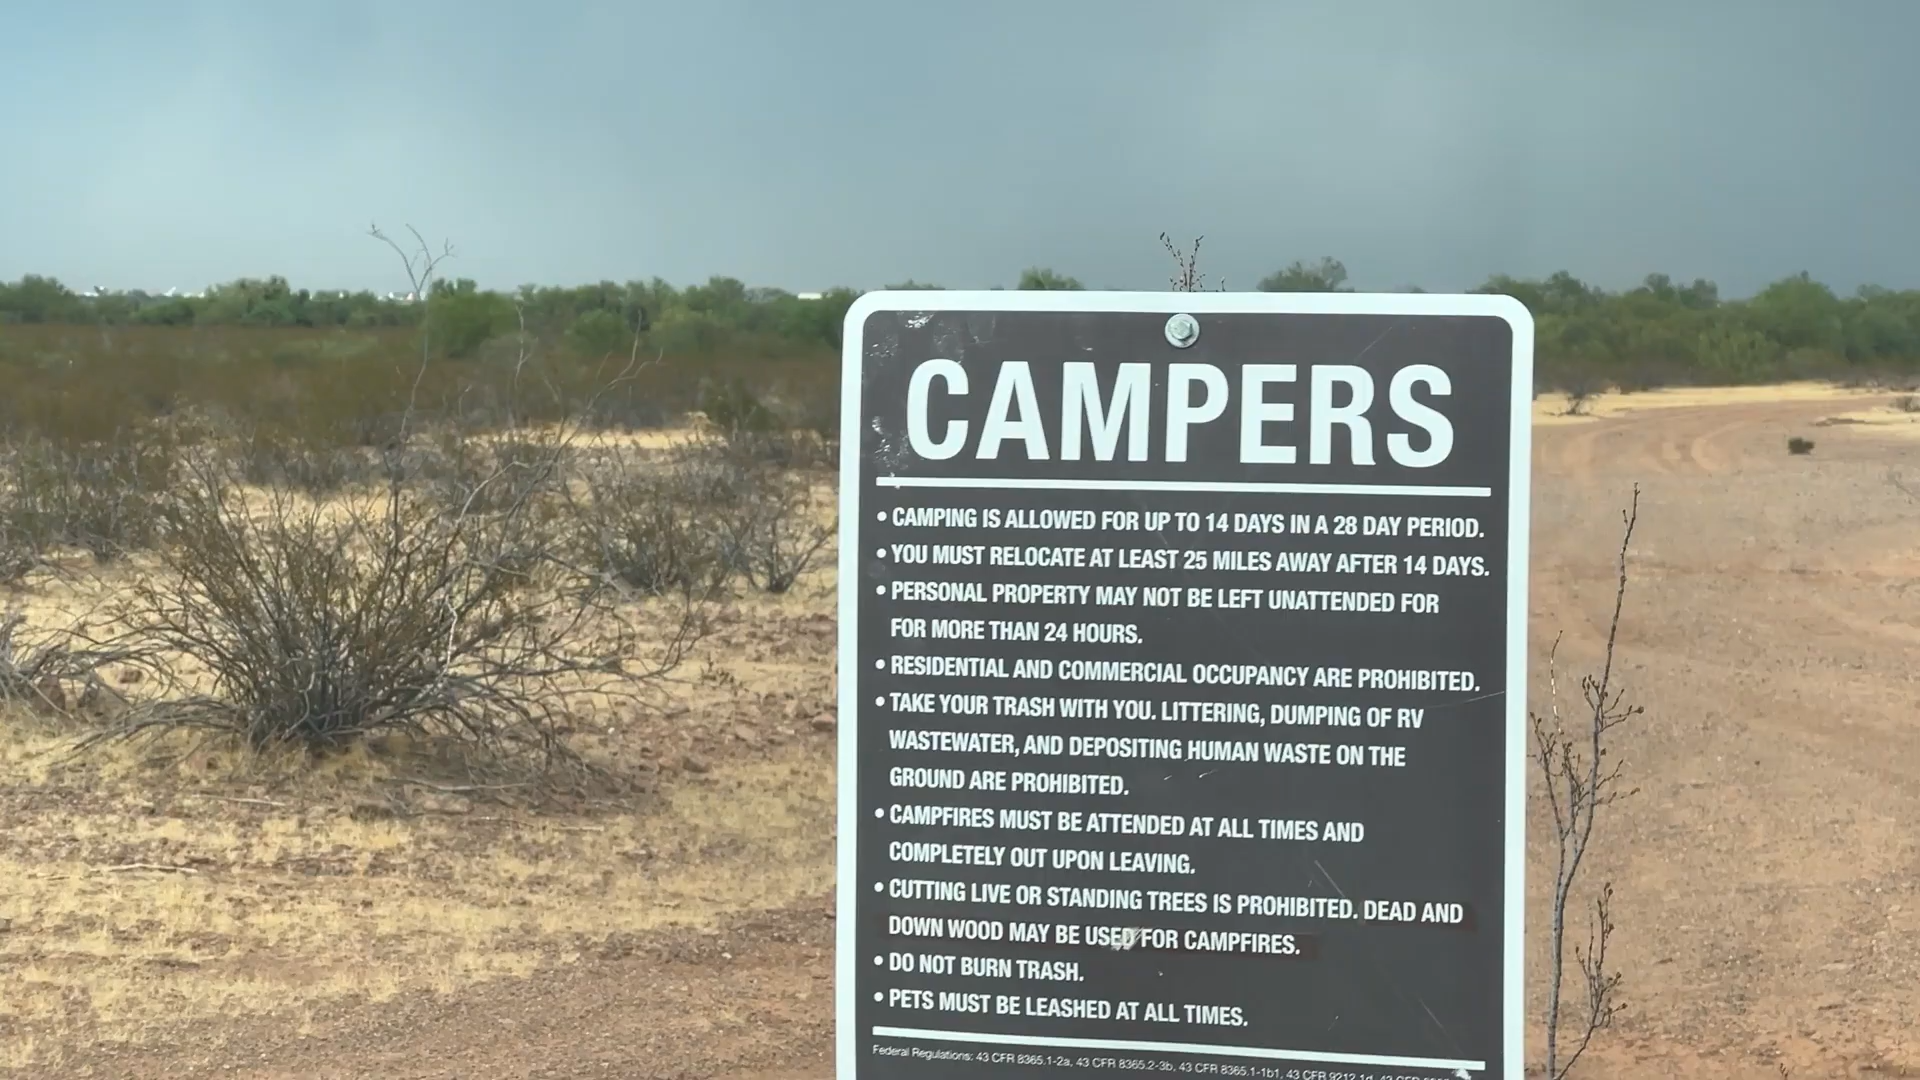 CAMPERS
• CAMPING IS ALLOWED FOR UP TO 14 DAYS IN A 28 DAY PERIOD.
• YOU MUST RELOCATE AT LEAST 25 MILES AWAY AFTER 14 DAYS.
• PERSONAL PROPERTY MAY NOT BE LEFT UNATTENDED FOR
FOR MORE THAN 24 HOURS.
• RESIDENTIAL AND COMMERCIAL OCCUPANCY ARE PROHIBITED.
• TAKE YOUR TRASH WITH YOU. LITTERING, DUMPING OF RV
WASTEWATER, AND DEPOSITING HUMAN WASTE ON THE
GROUND ARE PROHIBITED.
• CAMPFIRES MUST BE ATTENDED AT ALL TIMES AND
COMPLETELY OUT UPON LEAVING.
• CUTTING LIVE OR STANDING TREES IS PROHIBITED. DEAD AND
DOWN WOOD MAY BE USED FOR CAMPFIRES.
• DO NOT BURN TRASH.
• PETS MUST BE LEASHED AT ALL TIMES.
Federal Regulations: 43 CFR 8365.1-2a, 43 CFR 8365.2-3b, 43 CFR 8365.1-1b1, 43 CFR 9212.1d, 43 CFR